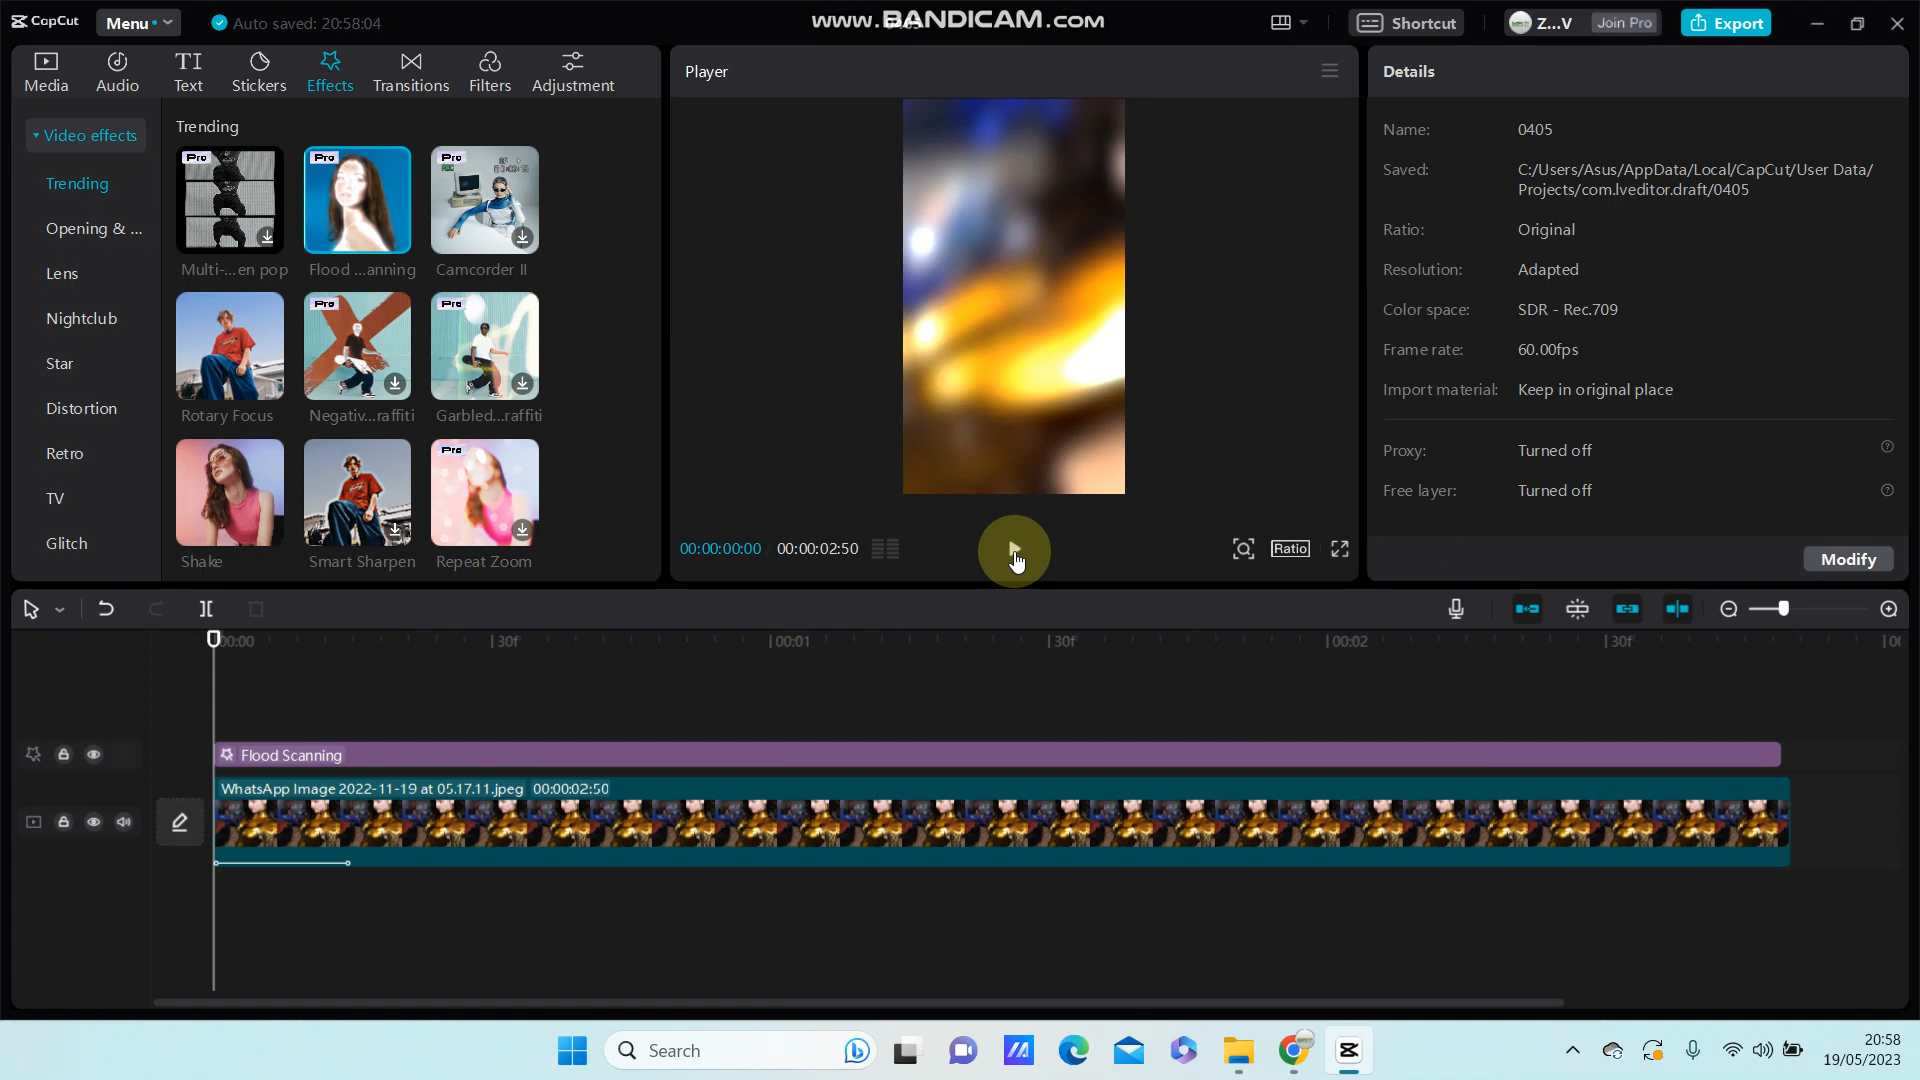 CapCut
Menu
Auto saved: 20:58:04
www.BANDICAM.com
Shortcut
Z...V
Join Pro
Export
Media
Audio
TI
Text
Stickers
Effects
Transitions
Filters
Adjustment
Player
Details
Video effects
Trending
Opening & ...
Lens
Nightclub
Star
Distortion
Retro
TV
Glitch
Trending
Pro
Pro
Pro
Multi-...en pop
Flood ...anning
Camcorder II
Pro
Pro
Rotary Focus
Negativ...raffiti
Garbled...raffiti
Pro
Shake
Smart Sharpen
Repeat Zoom
00:00:00:00
00:00:02:50
Ratio
Name: 0405
Saved: C:/Users/Asus/AppData/Local/CapCut/User Data/
Projects/com.lveditor.draft/0405
Ratio: Original
Resolution: Adapted
Color space: SDR - Rec.709
Frame rate: 60.00fps
Import material: Keep in original place
Proxy: Turned off
Free layer: Turned off
Modify
00:00
30f
00:01
30f
00:02
30f
Flood Scanning
WhatsApp Image 2022-11-19 at 05.17.11.jpeg 00:00:02:50
Search
20:58
19/05/2023